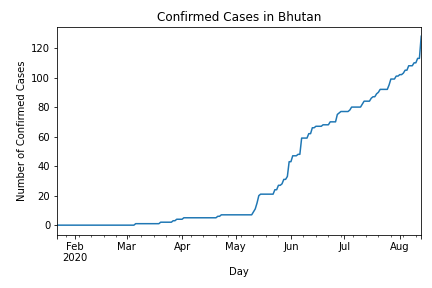 Confirmed Cases in Bhutan
Number of Confirmed Cases
120
100
80
60
40
20
0
Feb Mar Apr May Jun Jul Aug
2020
Day